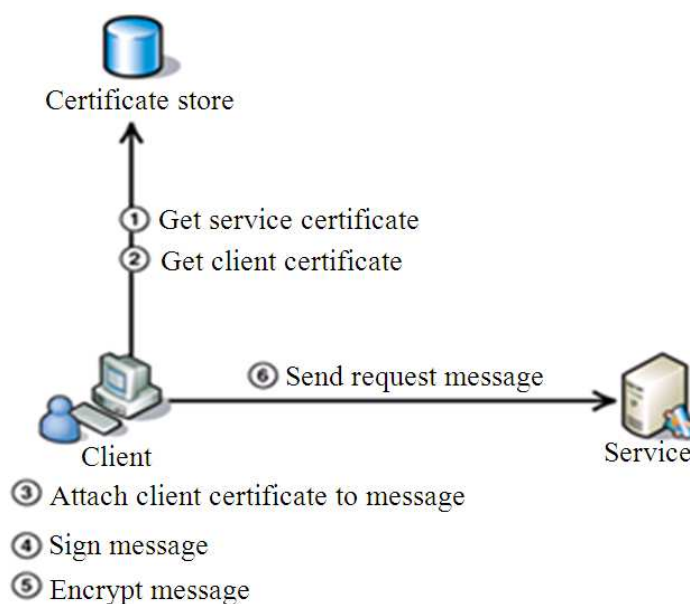 Certificate store
1 Get service certificate
2 Get client certificate
6 Send request message
Client
Service
3 Attach client certificate to message
4 Sign message
5 Encrypt message